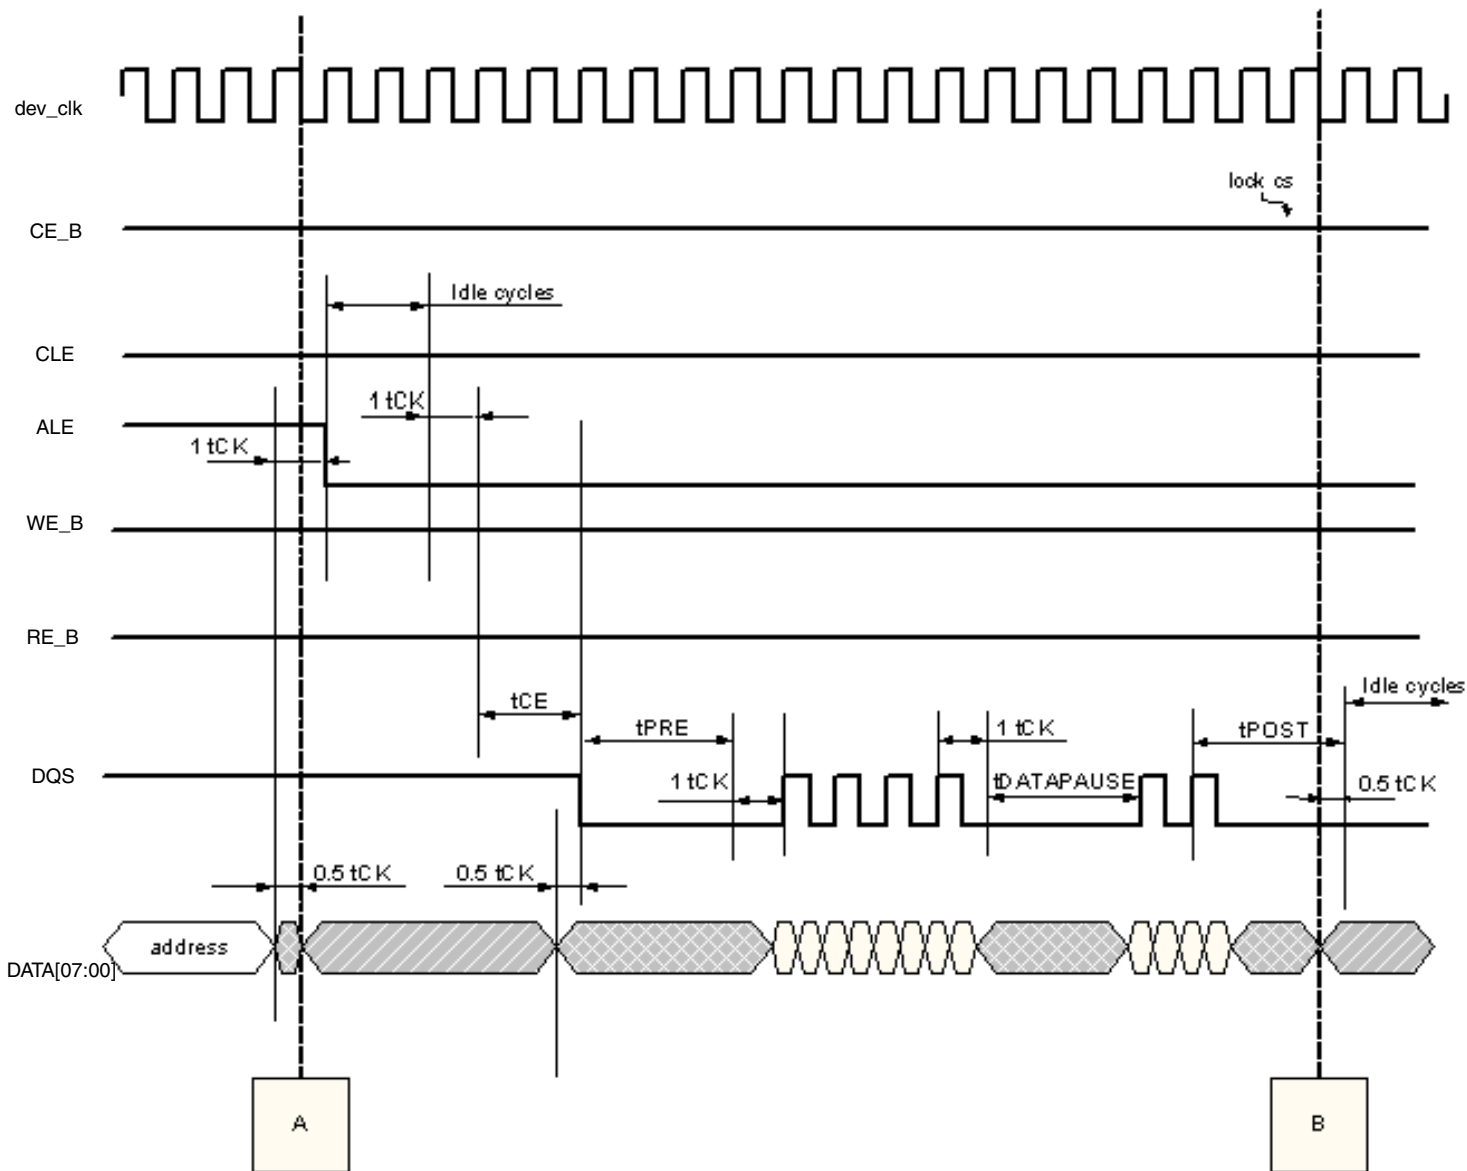 dev_clk
lock cs
CE_B
Idle cycles
CLE
1 tCK
ALE
1 tCK
WE_B
RE_B
Idle cycles
tCE
tPRE
1 tCK
tPOST
DQS
1 tCK
tDATAPAUSE
0.5 tCK
0.5 tCK
0.5 tCK
address
DATA[07:00]
A
B